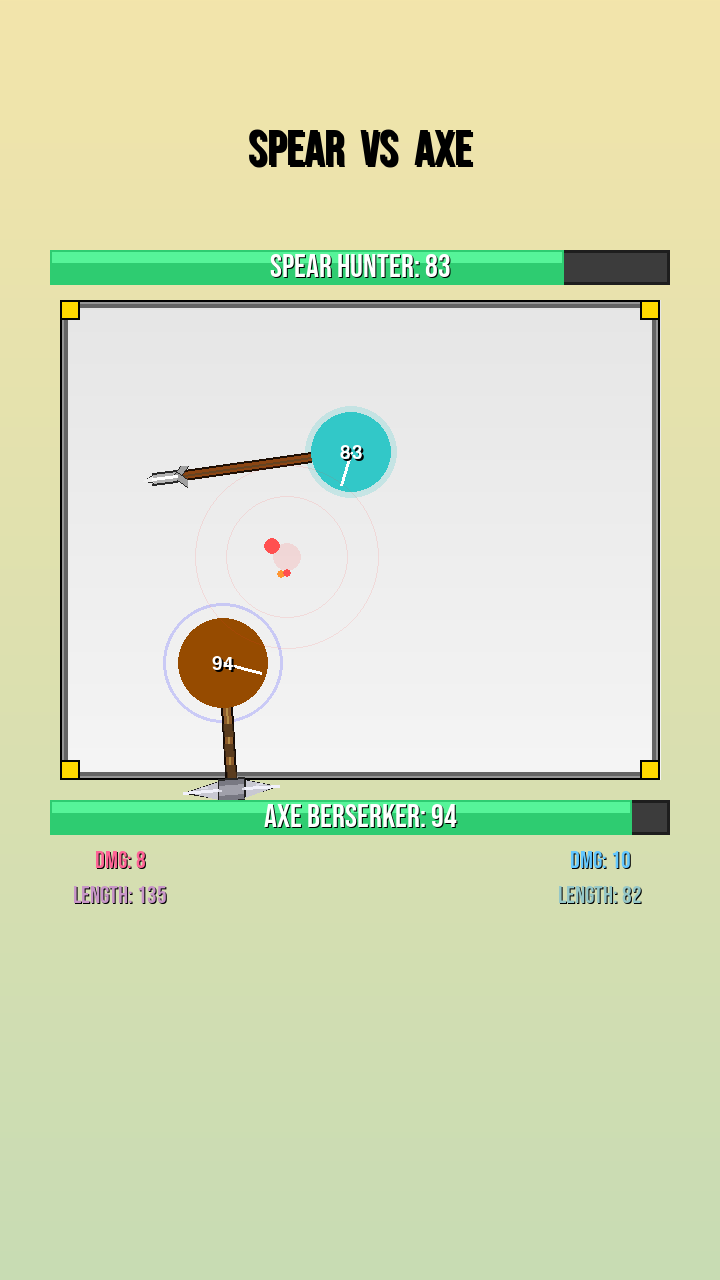 SPEAR VS AXE
SPEAR HUNTER: 83
83
94
AXE BERSERKER: 94
DMG: 8
DMG: 10
LENGTH: 135
LENGTH: 82